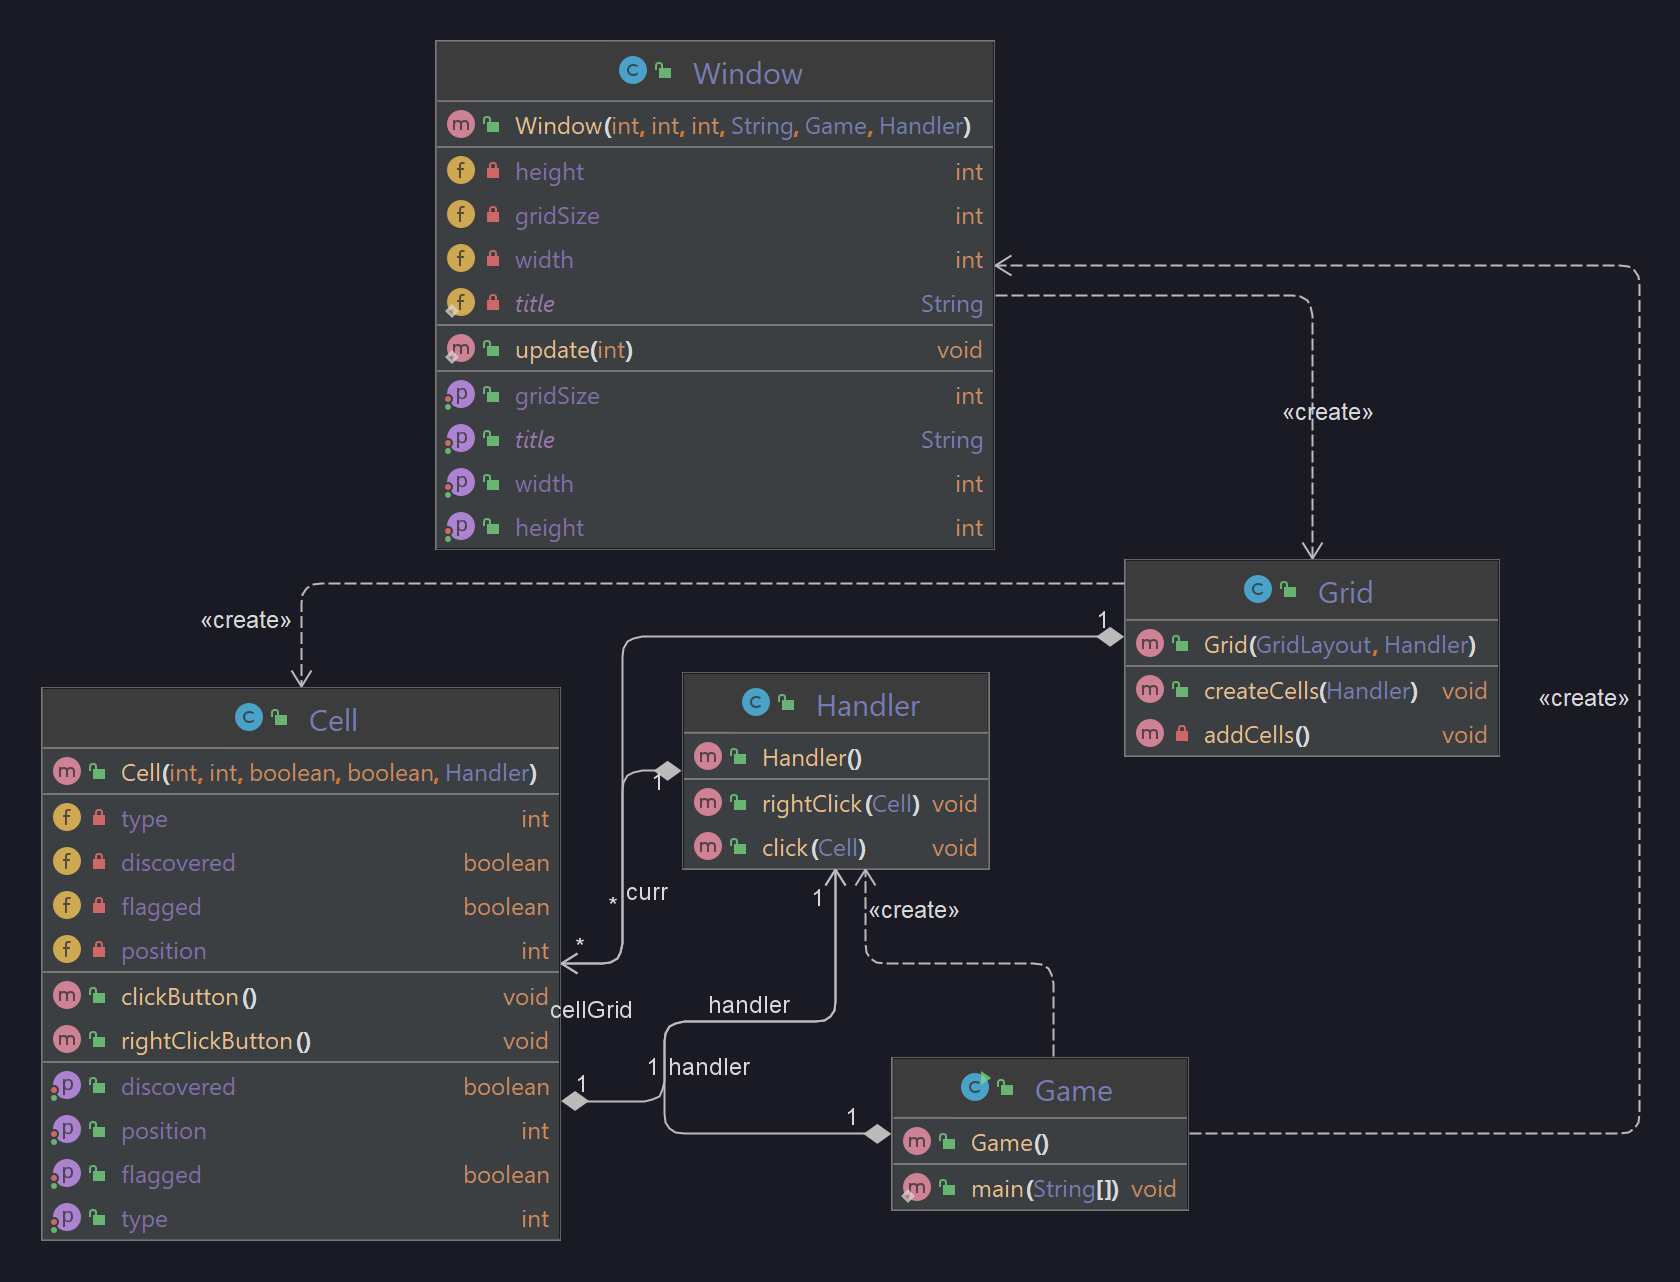 C Window
m Window(int, int, int, String, Game, Handler)
f height int
f gridSize int
f width int
f title String
m update(int) void
p gridSize int
p title String
p width int
p height int
«create»
C Grid
m Grid(GridLayout, Handler)
m createCells(Handler) void
m addCells() void
«create»
1
«create»
C Cell
m Cell(int, int, boolean, boolean, Handler)
f type int
f discovered boolean
f flagged boolean
f position int
m clickButton() void
m rightClickButton() void
p discovered boolean
p position int
p flagged boolean
p type int
C Handler
m Handler()
m rightClick(Cell) void
m click(Cell) void
1
* curr
*
cellGrid
1
«create»
handler
1 handler
1
1
C Game
m Game()
m main(String[]) void